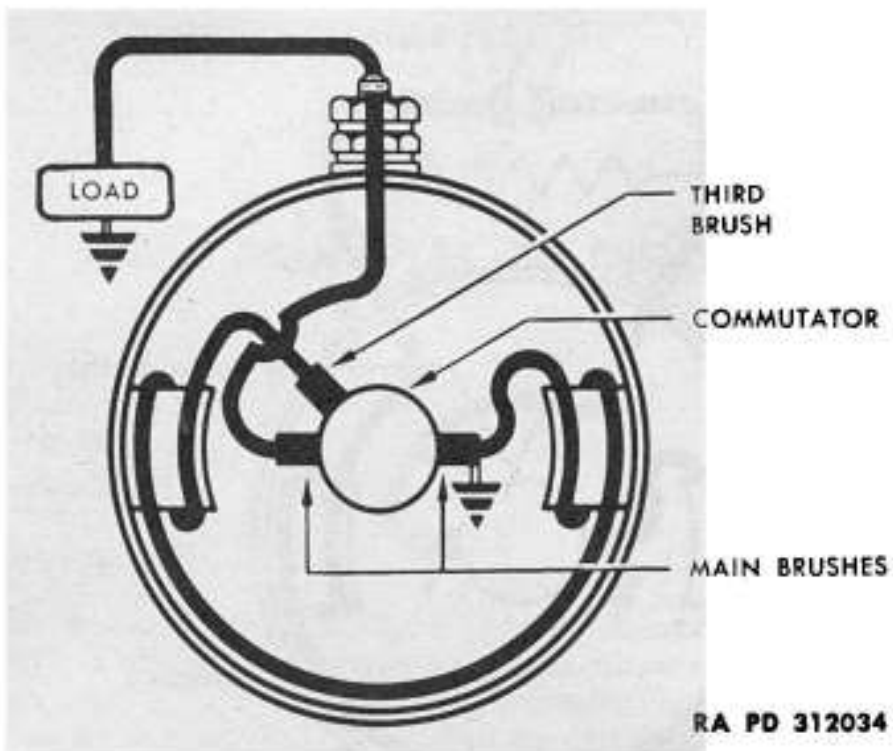 LOAD
THIRD
BRUSH
COMMUTATOR
MAIN BRUSHES
RA PD 312034